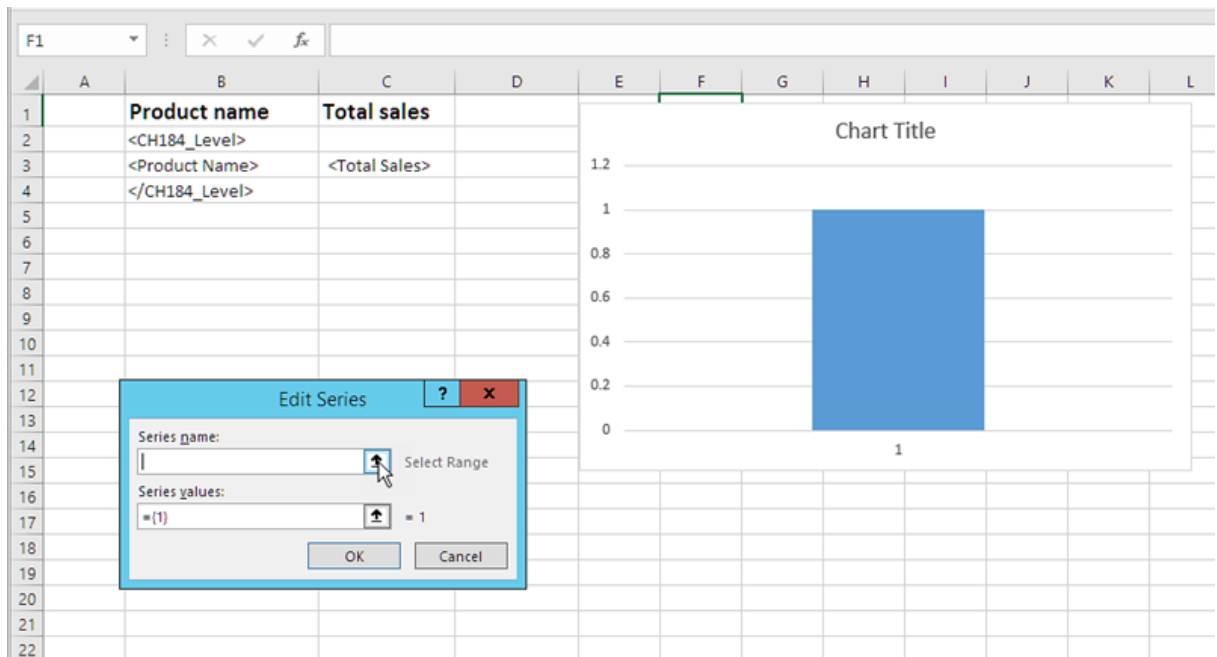 F1 fx
A B C D E F G H I J K L
1 Product name Total sales
2 <CH184_Level>
3 <Product Name> <Total Sales>
4 </CH184_Level>
5
6
7
8
9
10
11
12
13
14
15
16
17
18
19
20
21
22
Chart Title
1.2
1
0.8
0.6
0.4
0.2
0
1
Edit Series ? x
Series name:
Select Range
Series values:
={1} = 1
OK Cancel